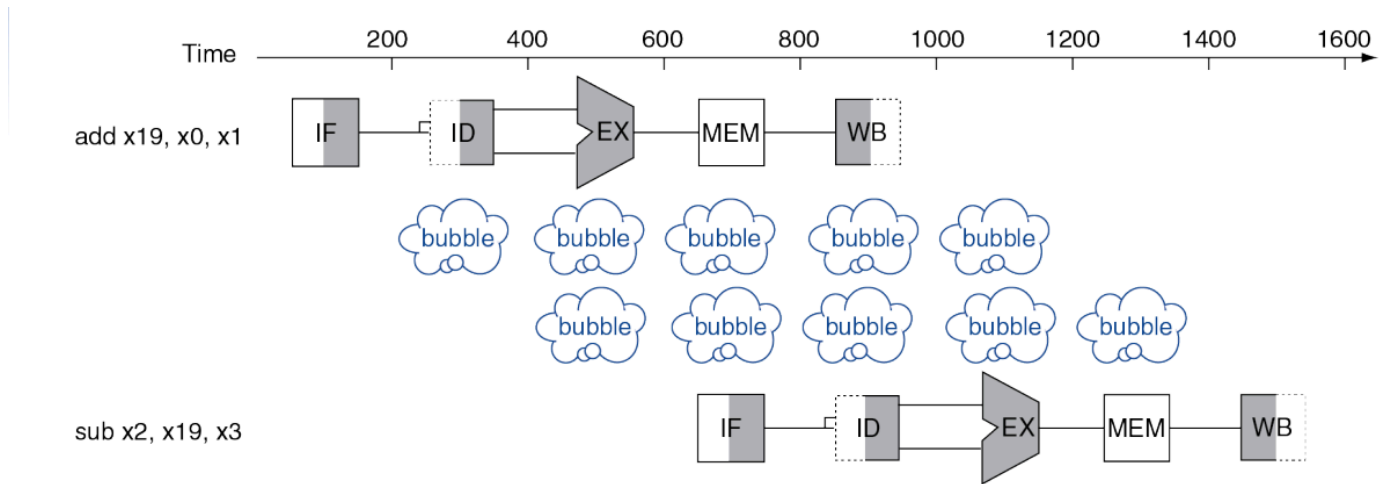 Time 200 400 600 800 1000 1200 1400 1600
add x19, x0, x1 IF ID EX MEM WB
bubble bubble bubble bubble bubble
bubble bubble bubble bubble bubble
sub x2, x19, x3 IF ID EX MEM WB